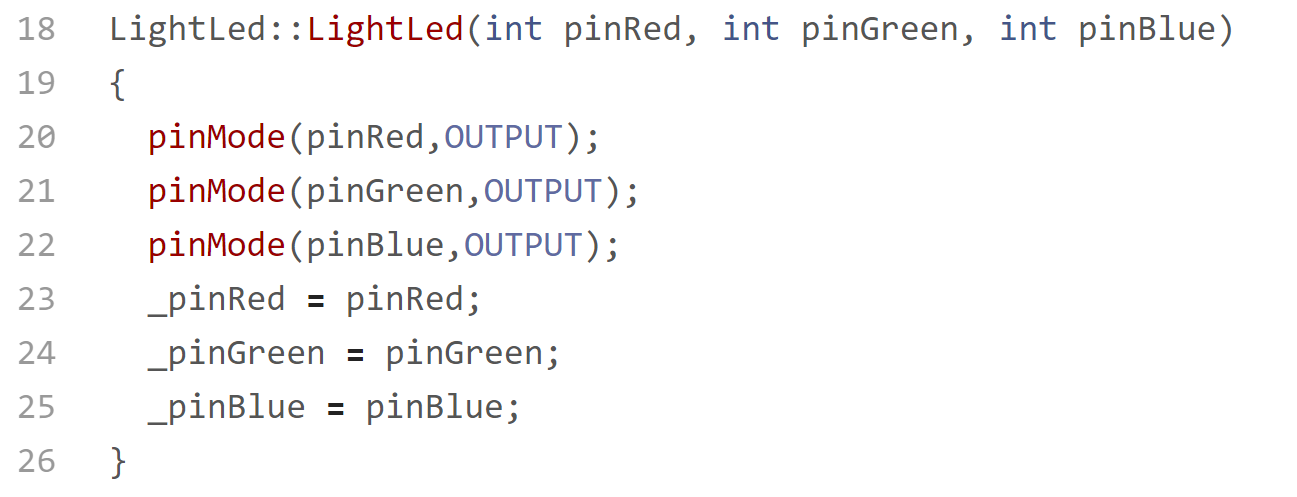 18 LightLed::LightLed(int pinRed, int pinGreen, int pinBlue)
19 {
20 pinMode(pinRed,OUTPUT);
21 pinMode(pinGreen,OUTPUT);
22 pinMode(pinBlue,OUTPUT);
23 _pinRed = pinRed;
24 _pinGreen = pinGreen;
25 _pinBlue = pinBlue;
26 }